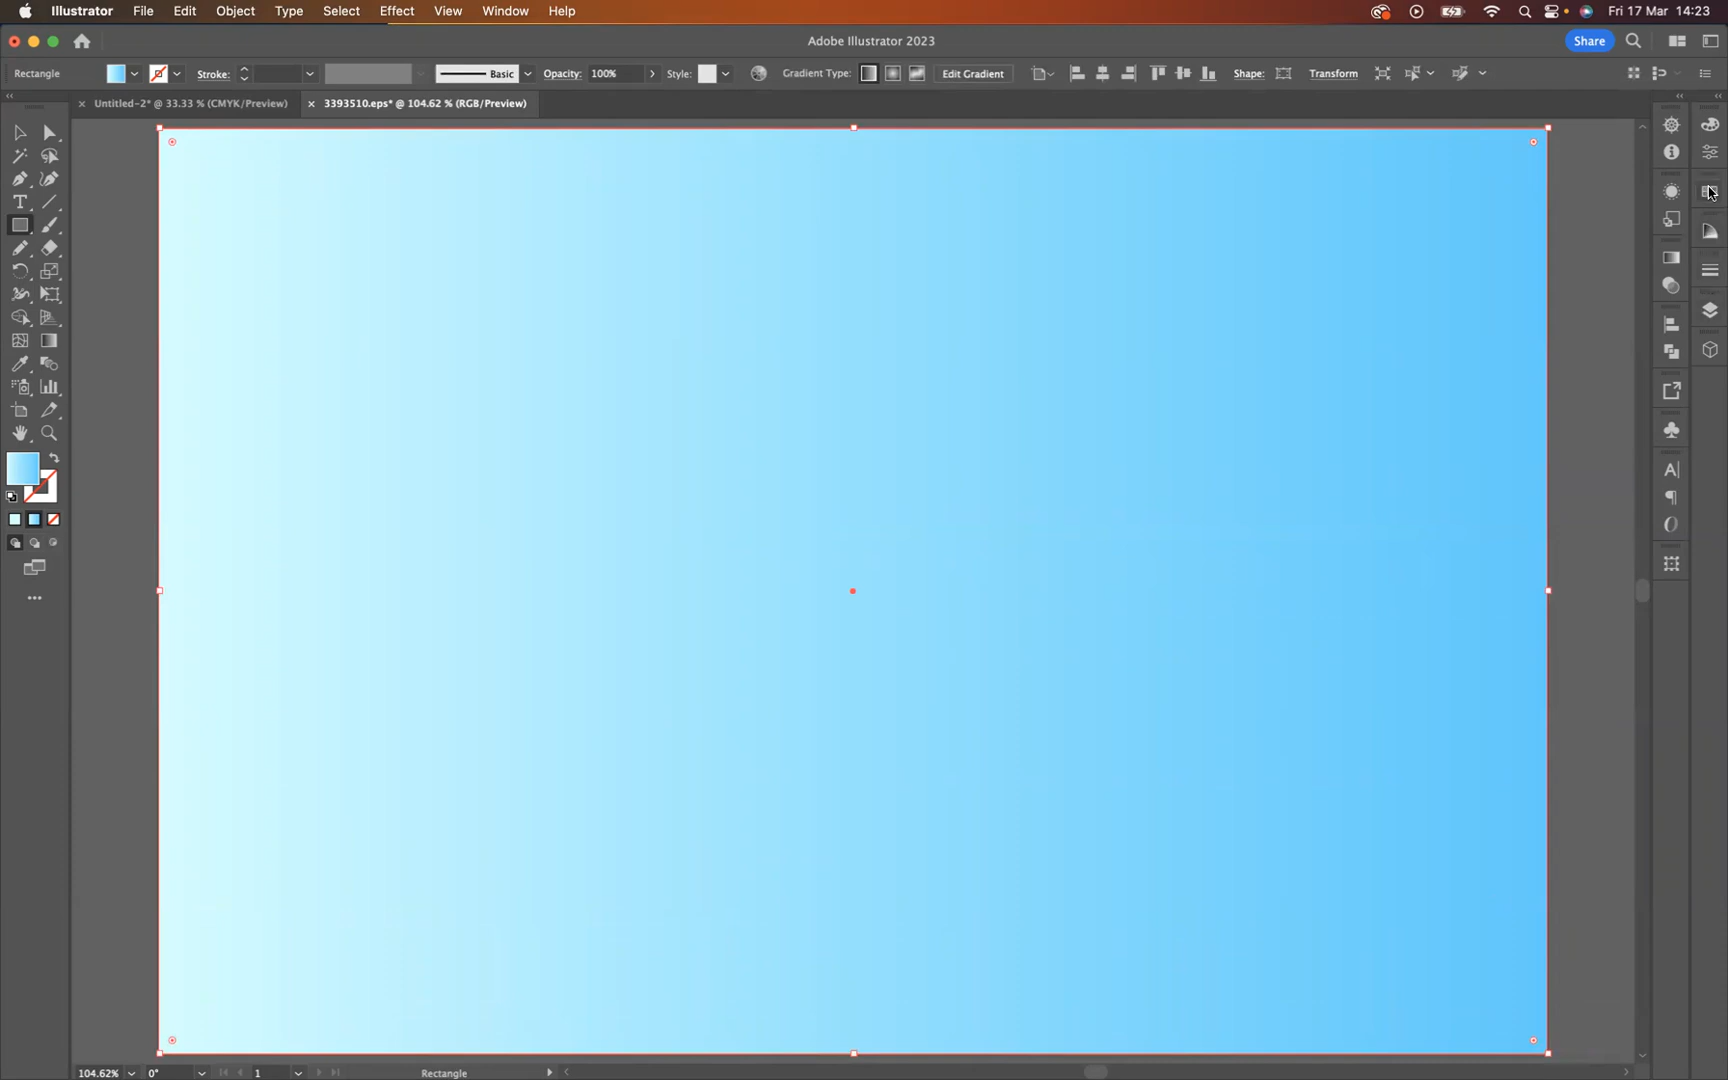 Illustrator File Edit Object Type Select Effect View Window Help Fri 17 Mar 14:23
Adobe Illustrator 2023 Share
Rectangle Stroke: Basic Opacity: 100% Style: Gradient Type: Edit Gradient Shape: Transform
Untitled-2* @ 33.33 % (CMYK/Preview) 3393510.eps* @ 104.62 % (RGB/Preview)
104.62% 0° 1 Rectangle